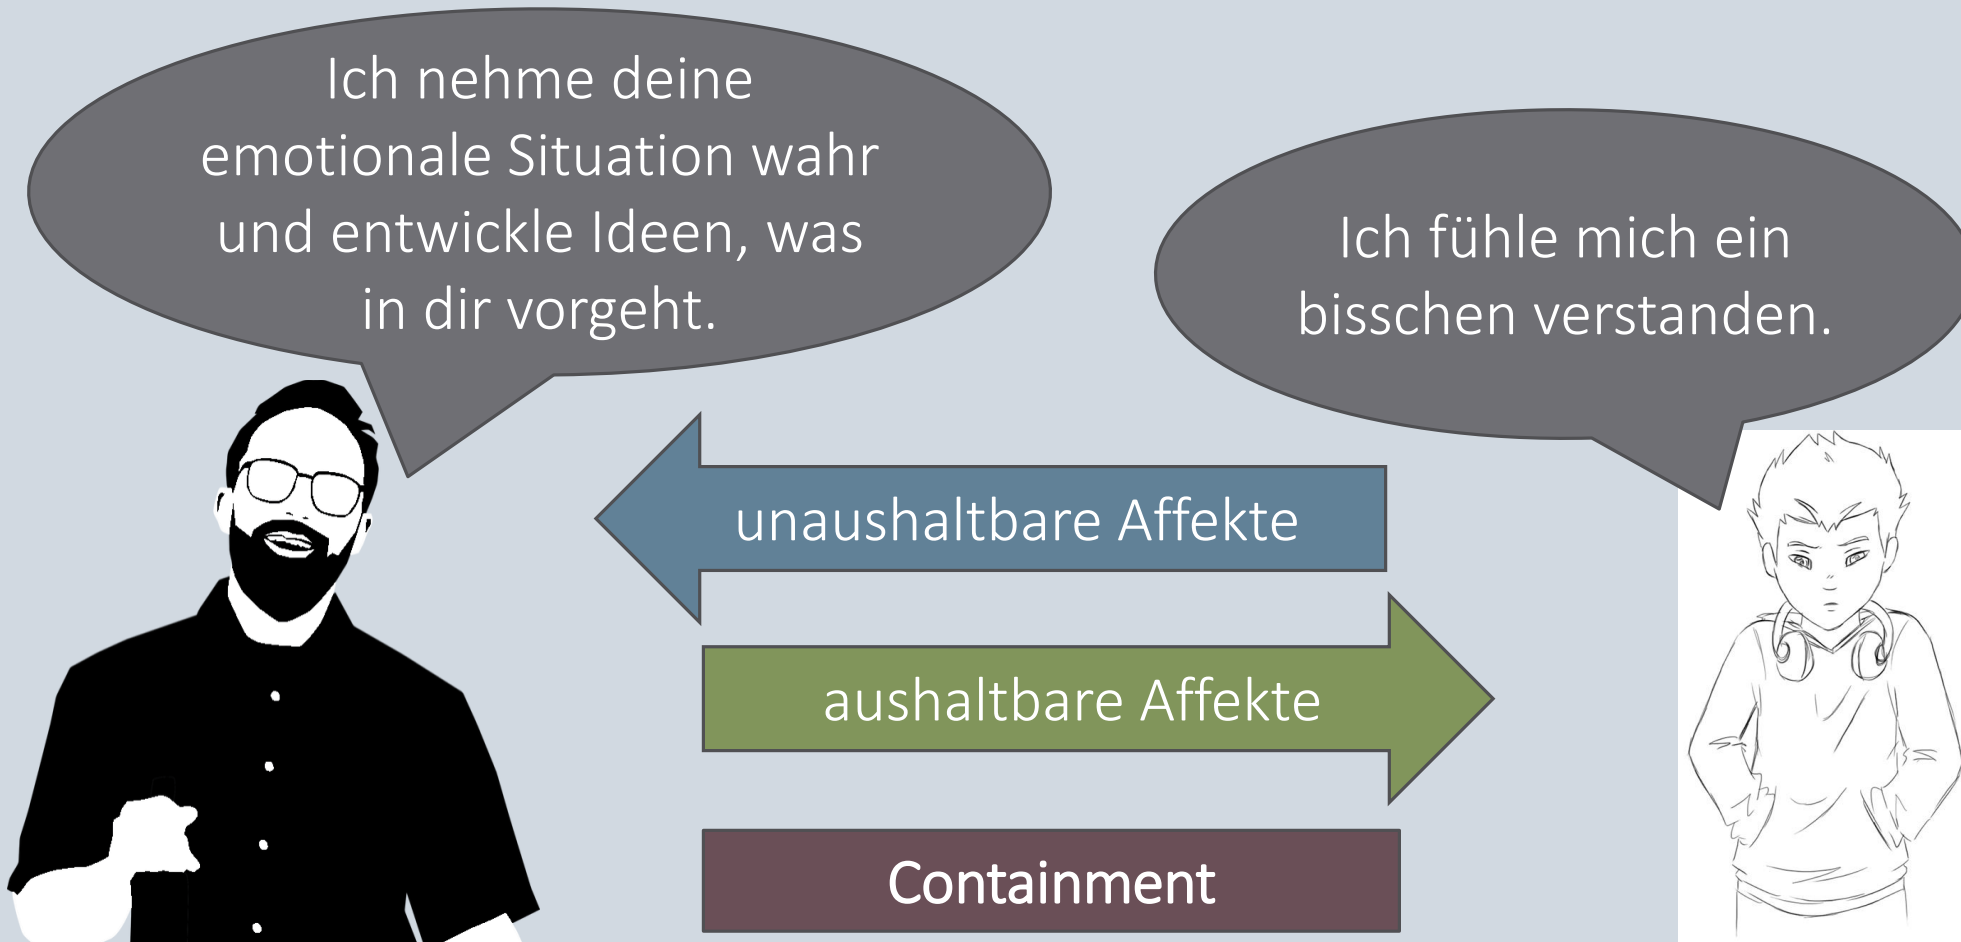 Ich nehme deine
emotionale Situation wahr
und entwickle Ideen, was
in dir vorgeht.
Ich fühle mich ein
bisschen verstanden.
unaushaltbare Affekte
aushaltbare Affekte
Containment